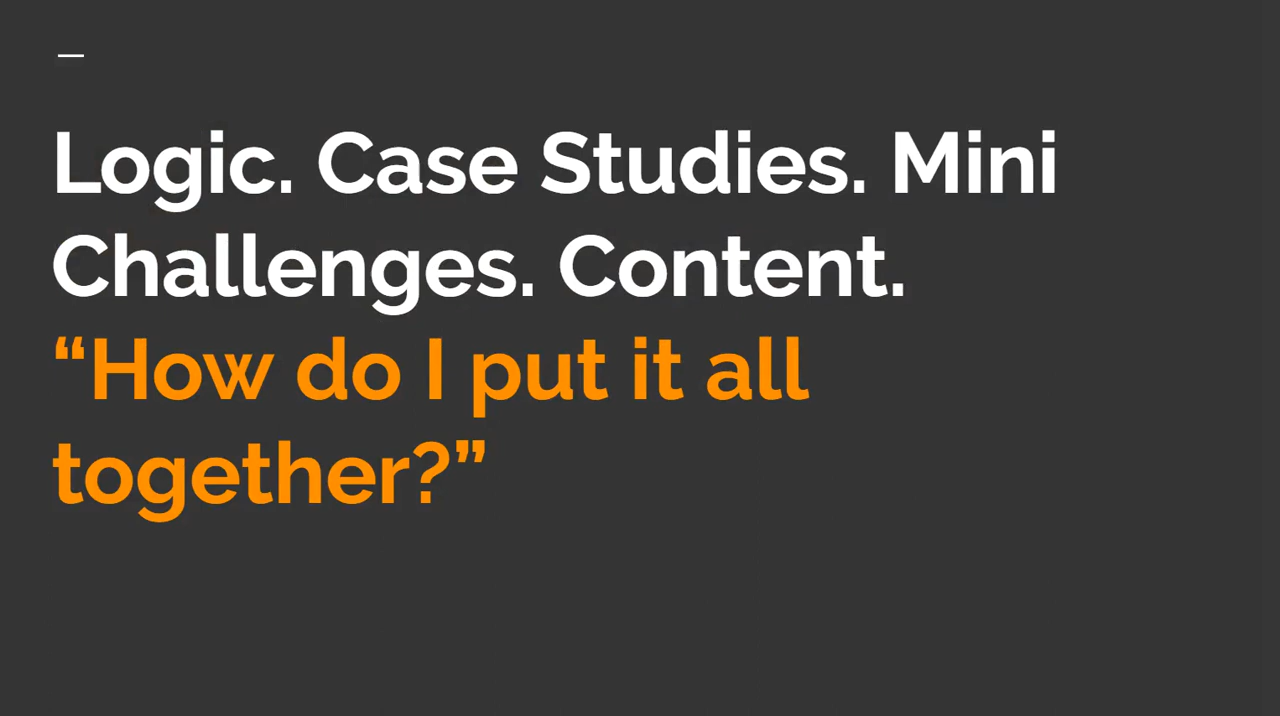 Logic. Case Studies. Mini
Challenges. Content.
“How do I put it all
together?”